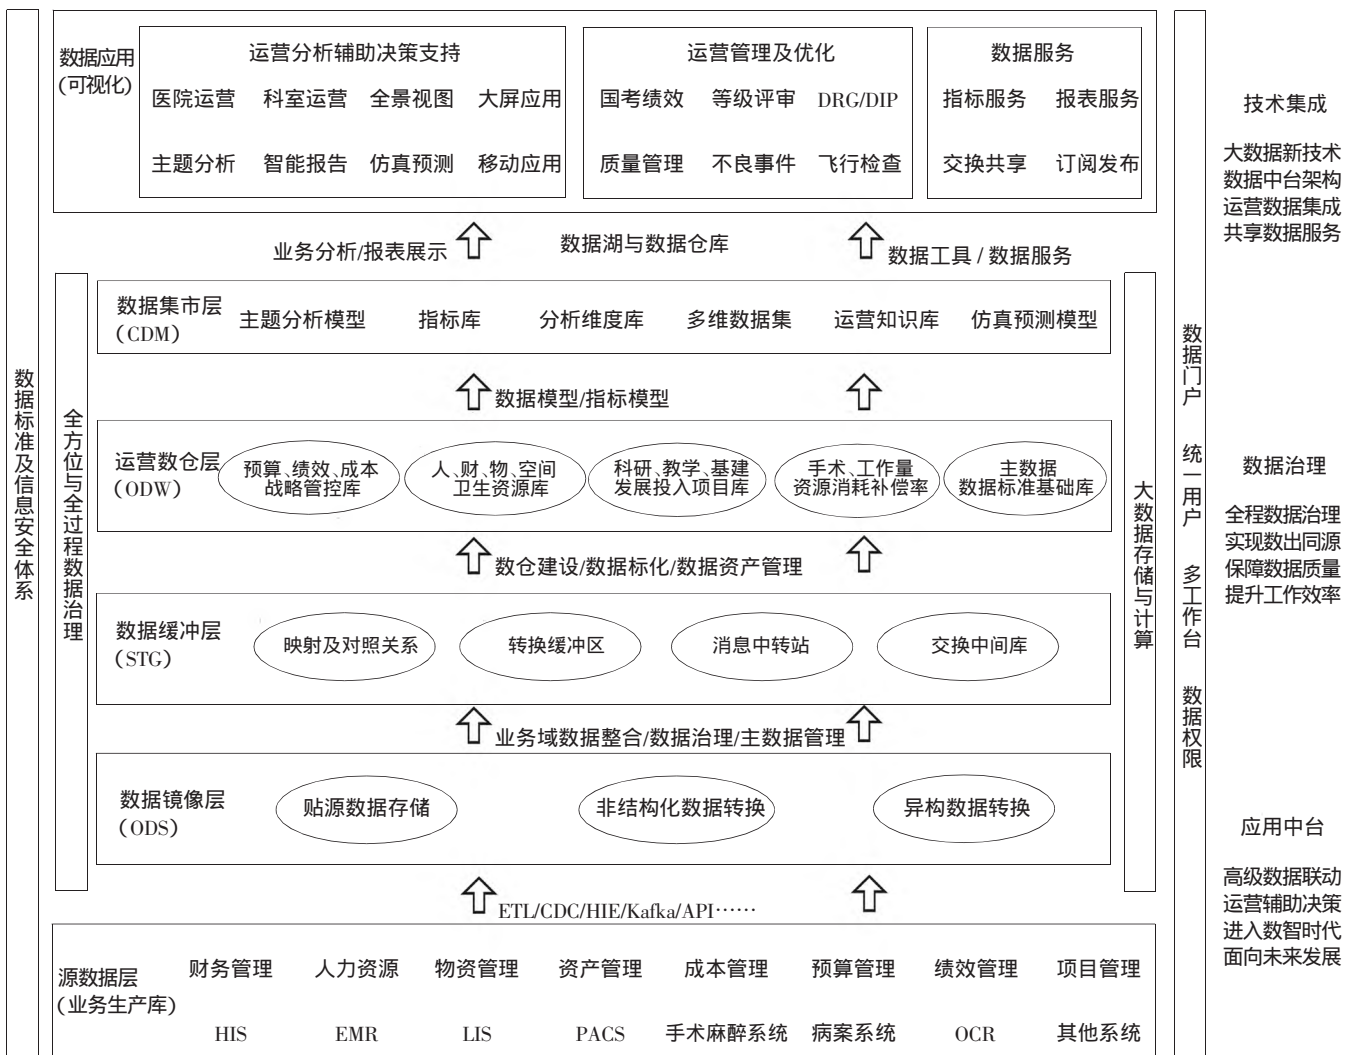 数据应用
(可视化)
运营分析辅助决策支持
医院运营 科室运营 全景视图 大屏应用
主题分析 智能报告 仿真预测 移动应用
运营管理及优化
国考绩效 等级评审 DRG/DIP
质量管理 不良事件 飞行检查
数据服务
指标服务 报表服务
交换共享 订阅发布
业务分析/报表展示
数据湖与数据仓库
数据工具 / 数据服务
数据集市层
(CDM)
主题分析模型 指标库 分析维度库 多维数据集 运营知识库 仿真预测模型
数据模型/指标模型
运营数仓层
(ODW)
预算、绩效、成本
战略管控库
人、财、物、空间
卫生资源库
科研、教学、基建
发展投入项目库
手术、工作量
资源消耗补偿率
主数据
数据标准基础库
数仓建设/数据标化/数据资产管理
数据缓冲层
(STG)
映射及对照关系 转换缓冲区 消息中转站 交换中间库
业务域数据整合/数据治理/主数据管理
数据镜像层
(ODS)
贴源数据存储 非结构化数据转换 异构数据转换
ETL/CDC/HIE/Kafka/API······
源数据层
(业务生产库)
财务管理 人力资源 物资管理 资产管理 成本管理 预算管理 绩效管理 项目管理
HIS EMR LIS PACS 手术麻醉系统 病案系统 OCR 其他系统
数据标准及信息安全体系
全方位与全过程数据治理
大数据存储与计算
数据门户 统一用户 多工作台 数据权限
技术集成
大数据新技术
数据中台架构
运营数据集成
共享数据服务
数据治理
全程数据治理
实现数出同源
保障数据质量
提升工作效率
应用中台
高级数据联动
运营辅助决策
进入数智时代
面向未来发展